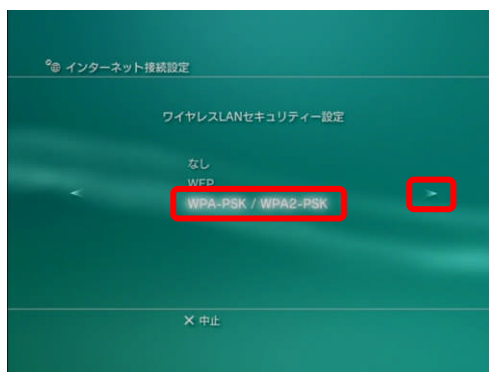 インターネット接続設定
ワイヤレスLANセキュリティー設定
なし
WEP
WPA-PSK / WPA2-PSK
✕ 中止